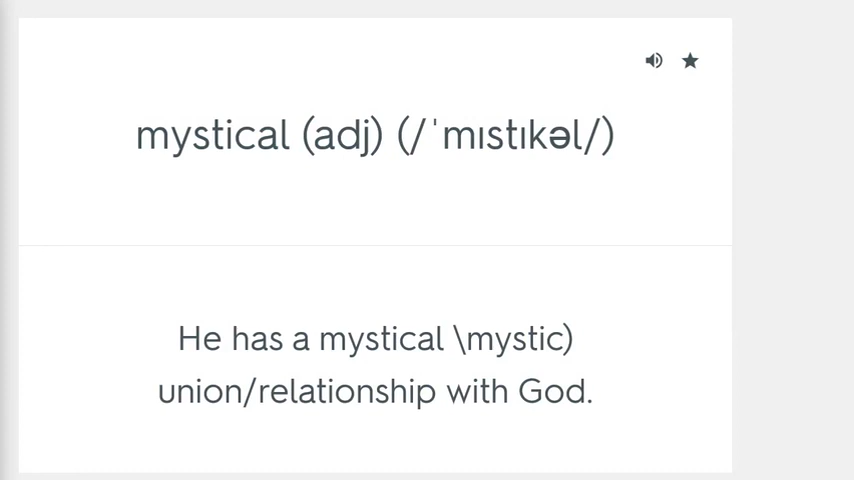 mystical (adj) (/ˈmɪstɪkəl/)
He has a mystical \mystic)
union/relationship with God.